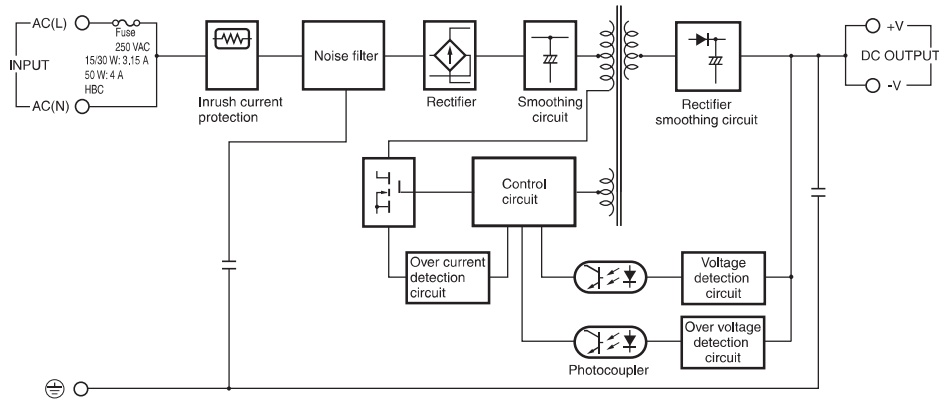 AC(L)
Fuse
250 VAC
15/30 W: 3,15 A
50 W: 4 A
HBC
INPUT
AC(N)
Inrush current
protection
Noise filter
Rectifier
Smoothing
circuit
Rectifier
smoothing circuit
+V
DC OUTPUT
-V
Control
circuit
Over current
detection
circuit
Voltage
detection
circuit
Over voltage
detection
circuit
Photocoupler